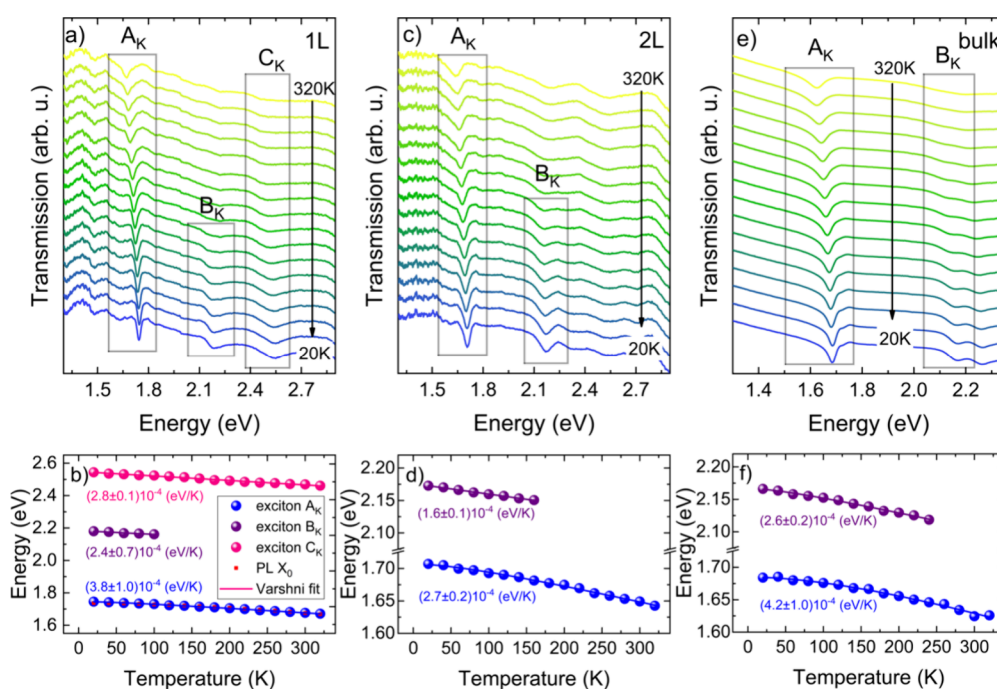 a) A_K 1L
C_K
320K
B_K
20K
Transmission (arb. u.)
1.5 1.8 2.1 2.4 2.7
Energy (eV)
c) A_K 2L
320K
B_K
20K
Transmission (arb. u.)
1.5 1.8 2.1 2.4 2.7
Energy (eV)
e) A_K bulk
B_K
320K
20K
Transmission (arb. u.)
1.4 1.6 1.8 2.0 2.2
Energy (eV)
b)
2.6
2.4
2.2
2.0
1.8
1.6
Energy (eV)
(2.8±0.1)10⁻⁴ (eV/K)
(2.4±0.7)10⁻⁴ (eV/K)
(3.8±1.0)10⁻⁴ (eV/K)
exciton A_K
exciton B_K
exciton C_K
PL X₀
Varshni fit
0 50 100 150 200 250 300
Temperature (K)
d)
2.20
2.15
2.10
1.70
1.65
1.60
Energy (eV)
(1.6±0.1)10⁻⁴ (eV/K)
(2.7±0.2)10⁻⁴ (eV/K)
0 50 100 150 200 250 300
Temperature (K)
f)
2.20
2.15
2.10
1.70
1.65
1.60
Energy (eV)
(2.6±0.2)10⁻⁴ (eV/K)
(4.2±1.0)10⁻⁴ (eV/K)
0 50 100 150 200 250 300
Temperature (K)